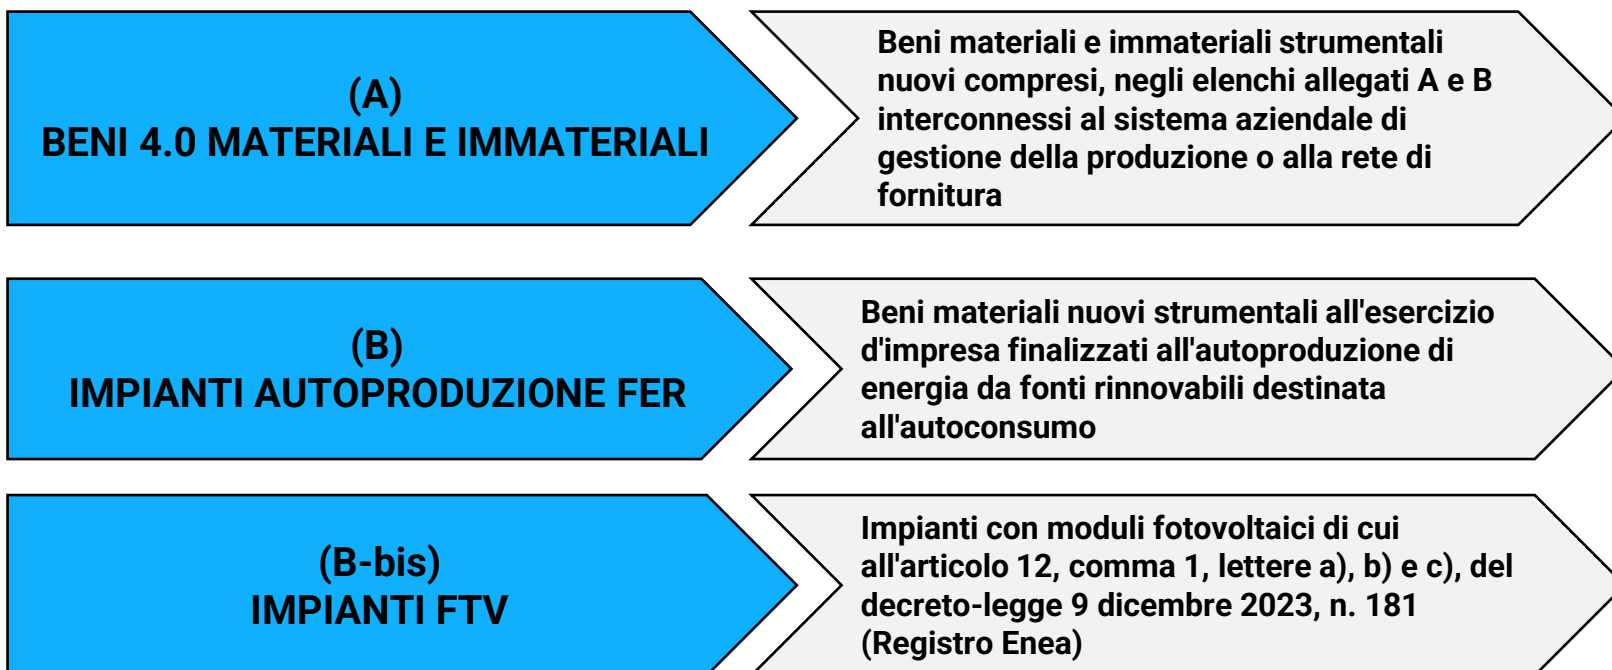 (A)
BENI 4.0 MATERIALI E IMMATERIALI
Beni materiali e immateriali strumentali
nuovi compresi, negli elenchi allegati A e B
interconnessi al sistema aziendale di
gestione della produzione o alla rete di
fornitura
(B)
IMPIANTI AUTOPRODUZIONE FER
Beni materiali nuovi strumentali all'esercizio
d'impresa finalizzati all'autoproduzione di
energia da fonti rinnovabili destinata
all'autoconsumo
(B-bis)
IMPIANTI FTV
Impianti con moduli fotovoltaici di cui
all'articolo 12, comma 1, lettere a), b) e c), del
decreto-legge 9 dicembre 2023, n. 181
(Registro Enea)